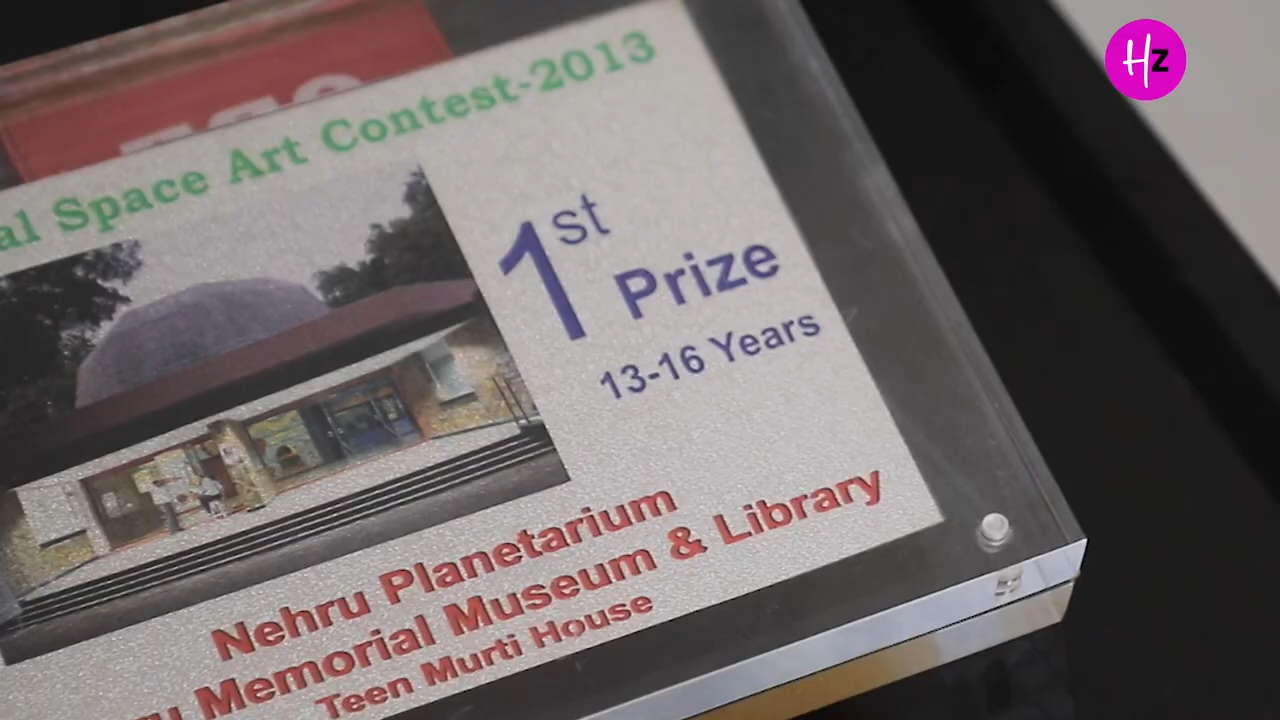 al Space Art Contest-2013
1st
Prize
13-16 Years
Nehru Planetarium
Memorial Museum & Library
Teen Murti House
Hz